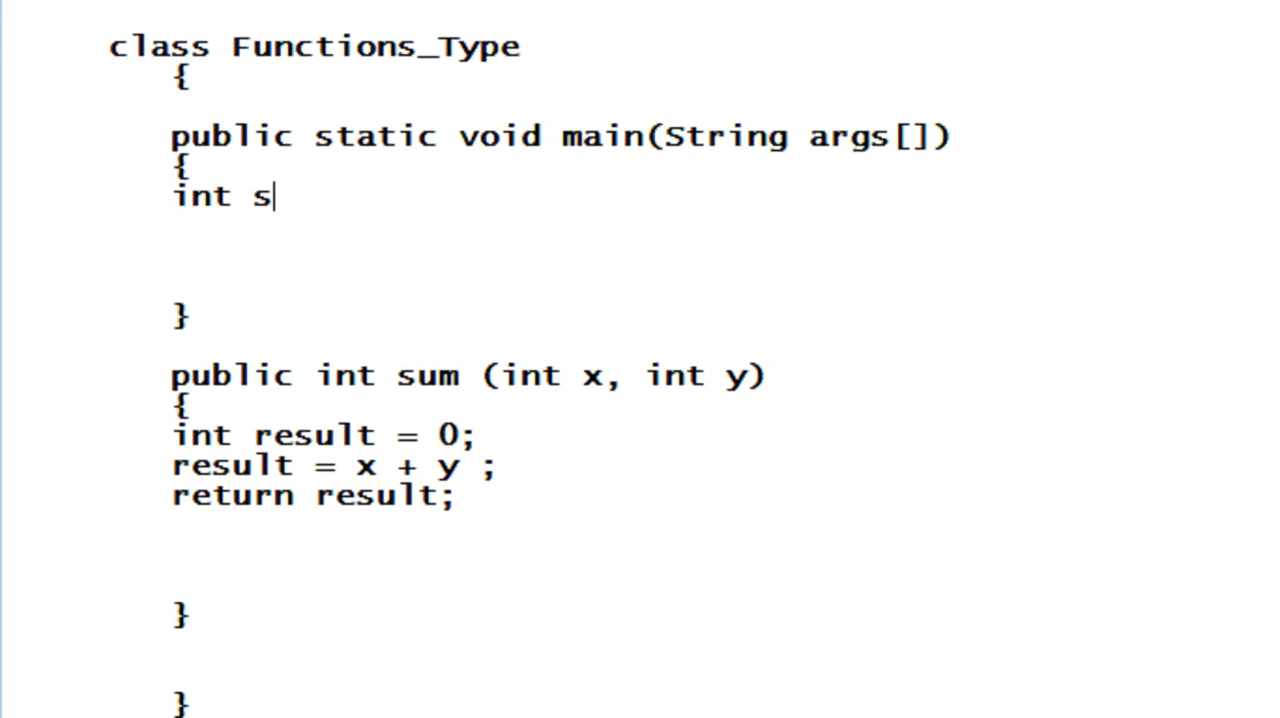 class Functions_Type
{
public static void main(String args[])
{
int s
}
public int sum (int x, int y)
{
int result = 0;
result = x + y ;
return result;
}
}